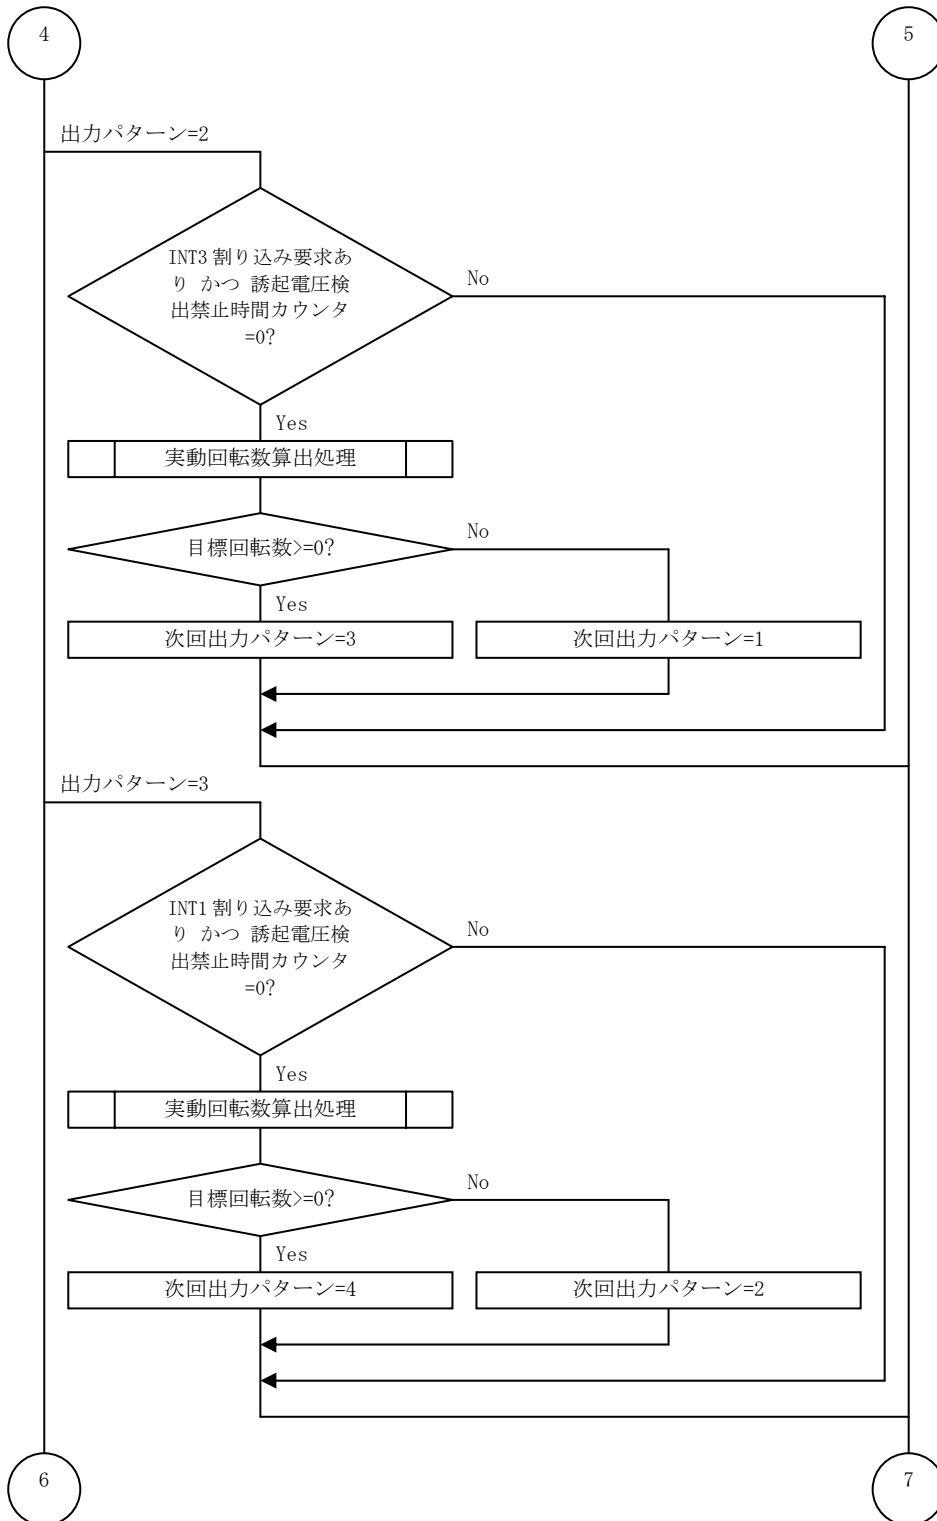 4
5
出力パターン=2
INT3 割り込み要求あ
り かつ 誘起電圧検
出禁止時間カウンタ
=0?
No
Yes
実動回転数算出処理
目標回転数>=0?
No
Yes
次回出力パターン=3
次回出力パターン=1
出力パターン=3
INT1 割り込み要求あ
り かつ 誘起電圧検
出禁止時間カウンタ
=0?
No
Yes
実動回転数算出処理
目標回転数>=0?
No
Yes
次回出力パターン=4
次回出力パターン=2
6
7